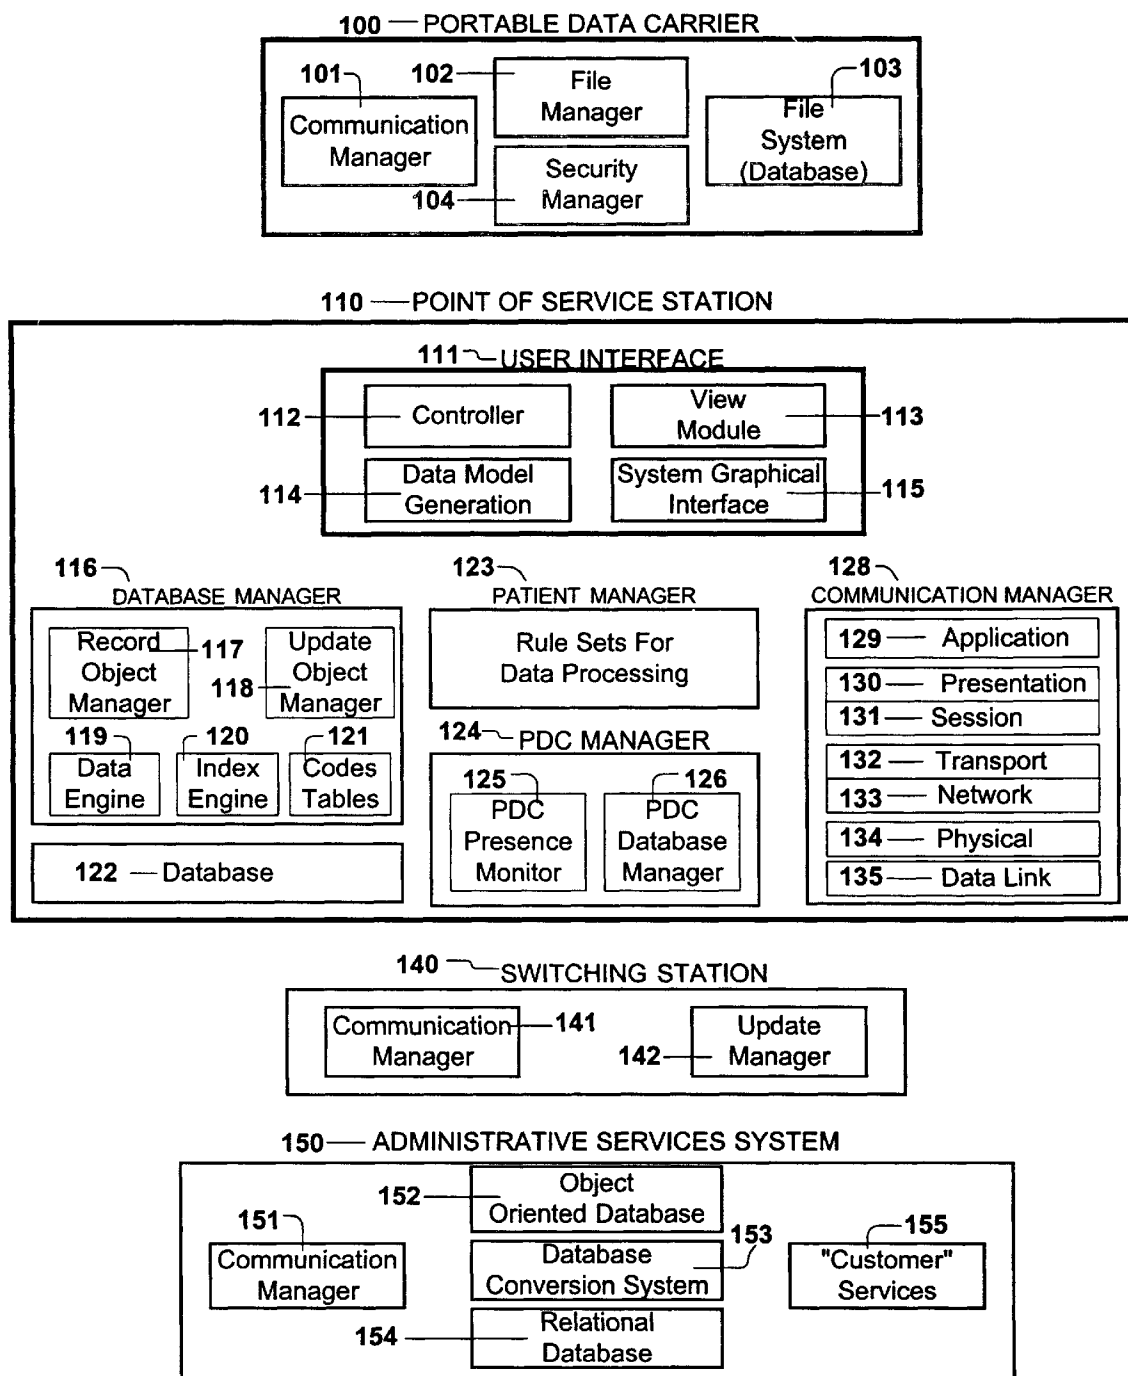 100 PORTABLE DATA CARRIER
101
Communication
Manager
102
File
Manager
Security
Manager
104
103
File
System
(Database)
110 POINT OF SERVICE STATION
111 USER INTERFACE
112 Controller
View
Module 113
114 Data Model
Generation
System Graphical
Interface 115
116
DATABASE MANAGER
Record
Object
Manager
117
Update
Object
Manager
118
119
Data
Engine
120
Index
Engine
121
Codes
Tables
122 Database
123
PATIENT MANAGER
Rule Sets For
Data Processing
124 PDC MANAGER
125
PDC
Presence
Monitor
126
PDC
Database
Manager
128
COMMUNICATION MANAGER
129 Application
130 Presentation
131 Session
132 Transport
133 Network
134 Physical
135 Data Link
140 SWITCHING STATION
Communication
Manager
141
Update
Manager
142
150 ADMINISTRATIVE SERVICES SYSTEM
151
Communication
Manager
152
Object
Oriented Database
153
Database
Conversion System
154
Relational
Database
155
"Customer"
Services